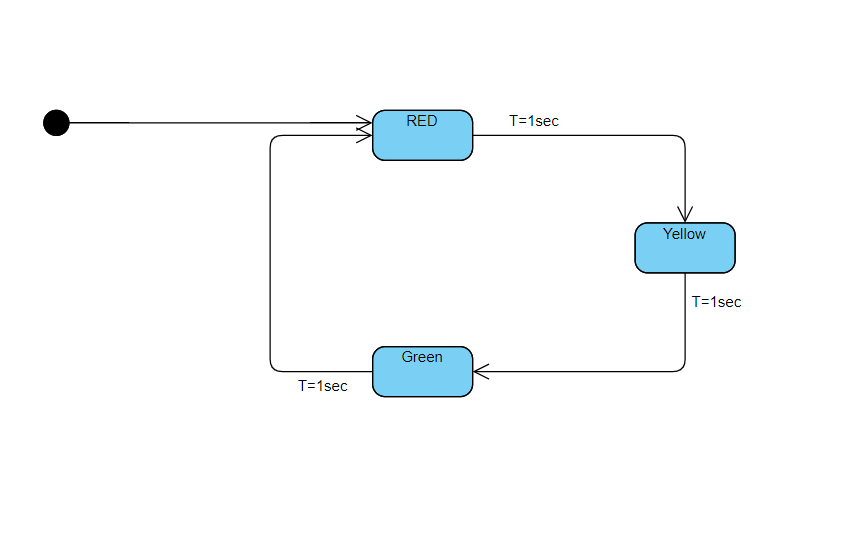 RED
T=1sec
Yellow
T=1sec
Green
T=1sec